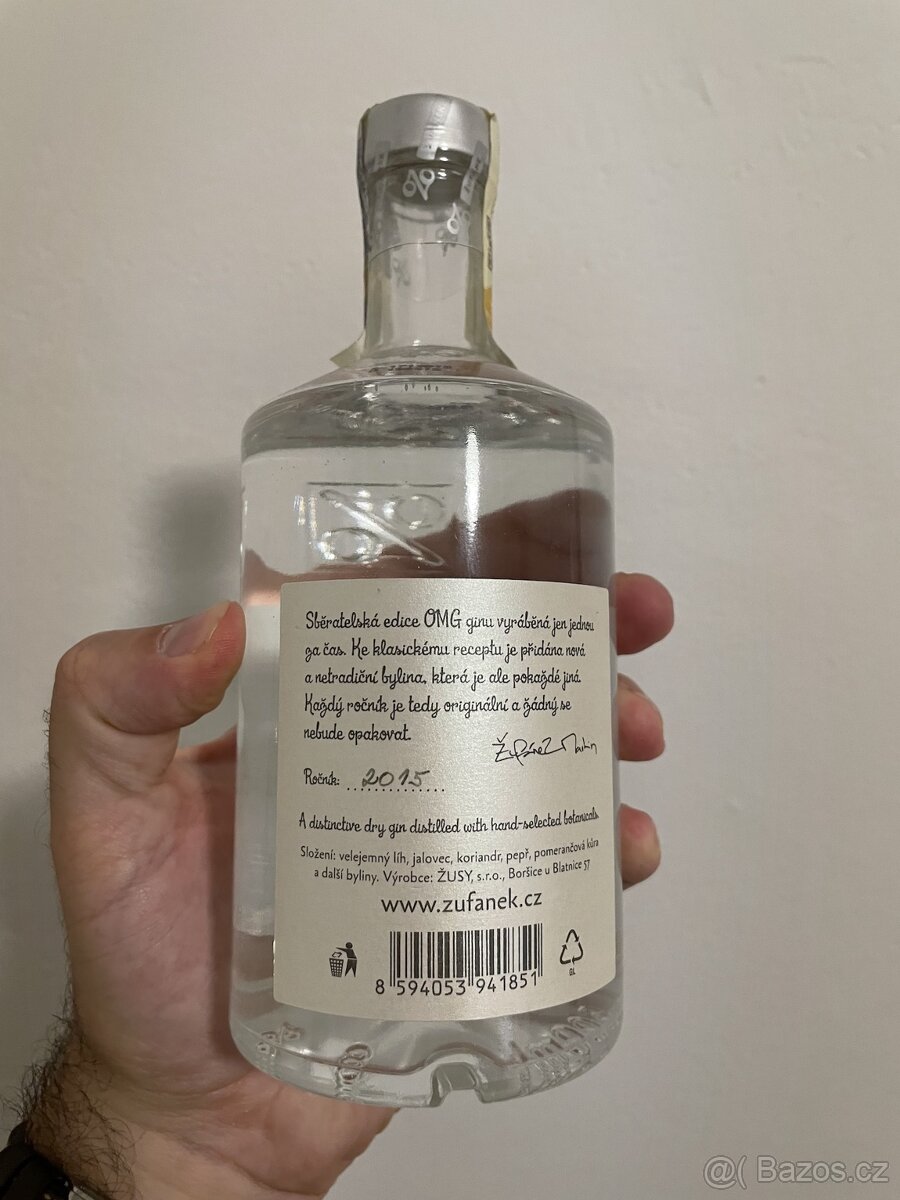 Sběratelská edice OMG ginu vyráběná jen jednou
za čas. Ke klasickému receptu je přidána nová
a netradiční bylina, která je ale pokaždé jiná.
Každý ročník je tedy originální a žádný se
nebude opakovat.
Žufánek Martin
Ročník: 2015
A distinctive dry gin distilled with hand-selected botanicals.
Složení: velejemný líh, jalovec, koriandr, pepř, pomerančová kůra
a další byliny. Výrobce: ŽUSY, s.r.o., Boršice u Blatnice 57
www.zufanek.cz
8 594053 941851
GL
@( Bazos.cz